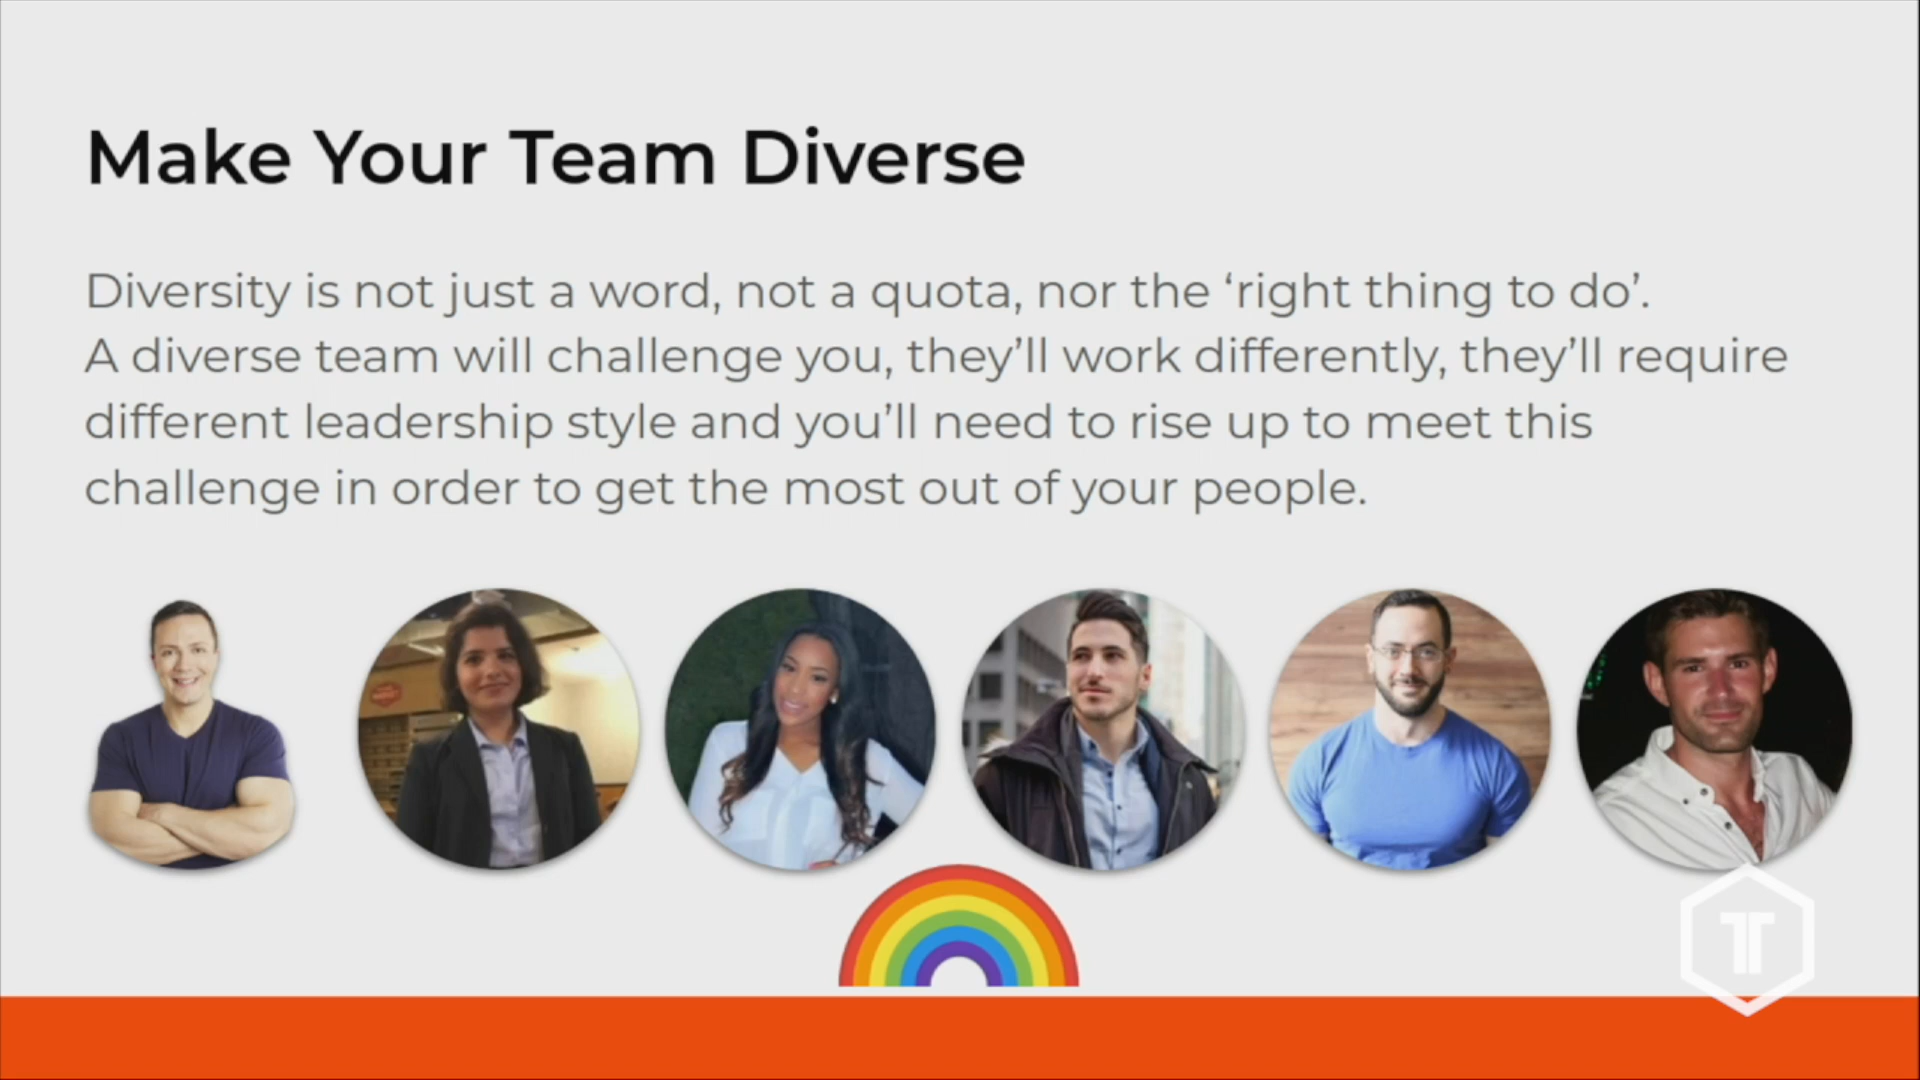 Make Your Team Diverse
Diversity is not just a word, not a quota, nor the ‘right thing to do’.
A diverse team will challenge you, they’ll work differently, they’ll require
different leadership style and you’ll need to rise up to meet this
challenge in order to get the most out of your people.